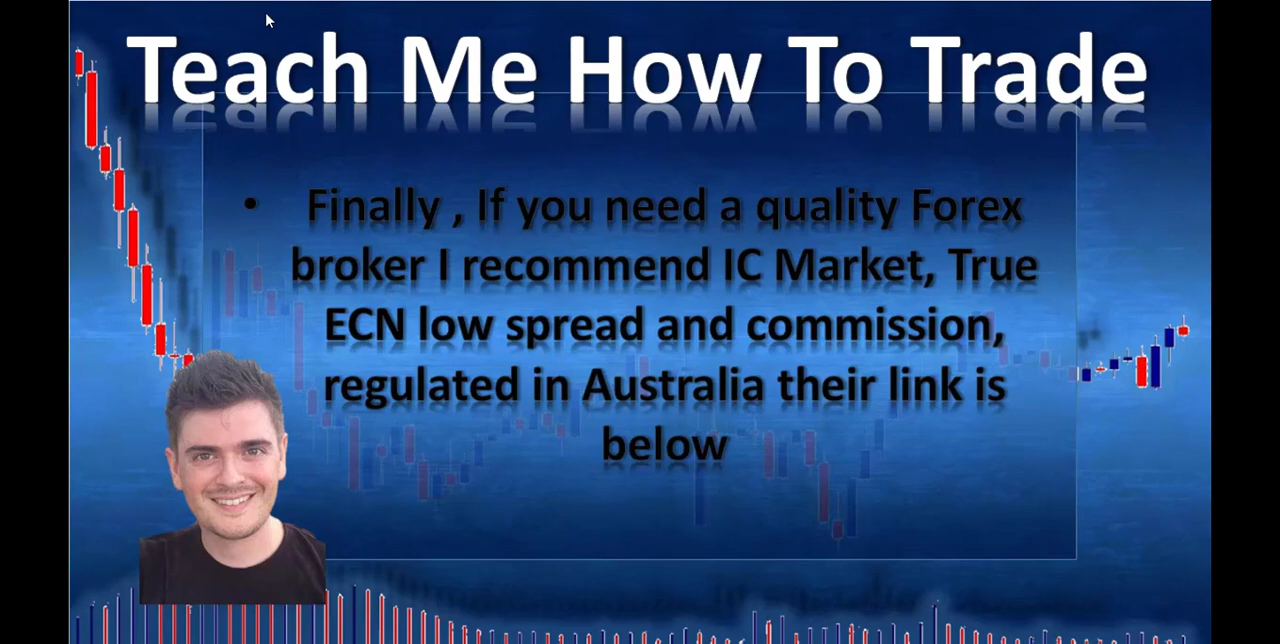 Teach Me How To Trade
• Finally , If you need a quality Forex
broker I recommend IC Market, True
ECN low spread and commission,
regulated in Australia their link is
below